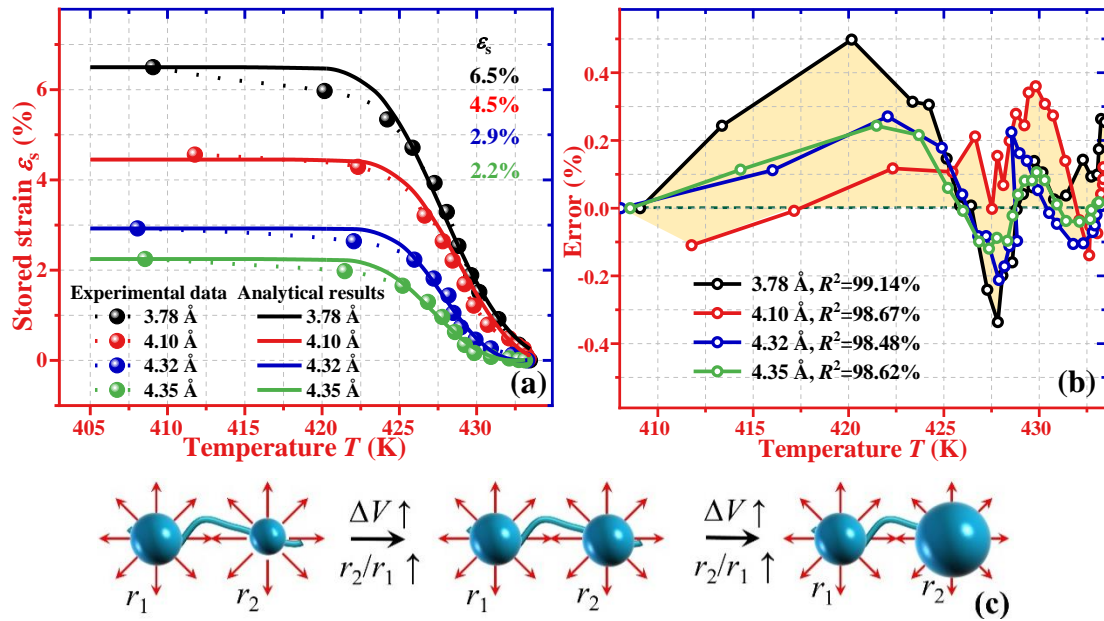 Stored strain εs (%)
6
4
2
0
εs
6.5%
4.5%
2.9%
2.2%
Experimental data Analytical results
3.78 Å 3.78 Å
4.10 Å 4.10 Å
4.32 Å 4.32 Å
4.35 Å 4.35 Å
(a)
405 410 415 420 425 430
Temperature T (K)
Error (%)
0.4
0.2
0.0
-0.2
-0.4
3.78 Å, R²=99.14%
4.10 Å, R²=98.67%
4.32 Å, R²=98.48%
4.35 Å, R²=98.62%
(b)
410 415 420 425 430
Temperature T (K)
ΔV ↑
r₂/r₁ ↑
ΔV ↑
r₂/r₁ ↑
r₁ r₂ r₁ r₂ r₁ r₂
(c)